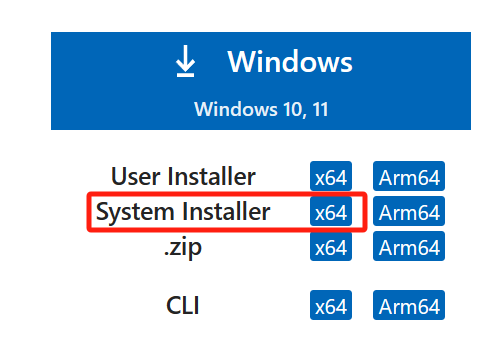 Windows
Windows 10, 11
User Installer x64 Arm64
System Installer x64 Arm64
.zip x64 Arm64
CLI x64 Arm64